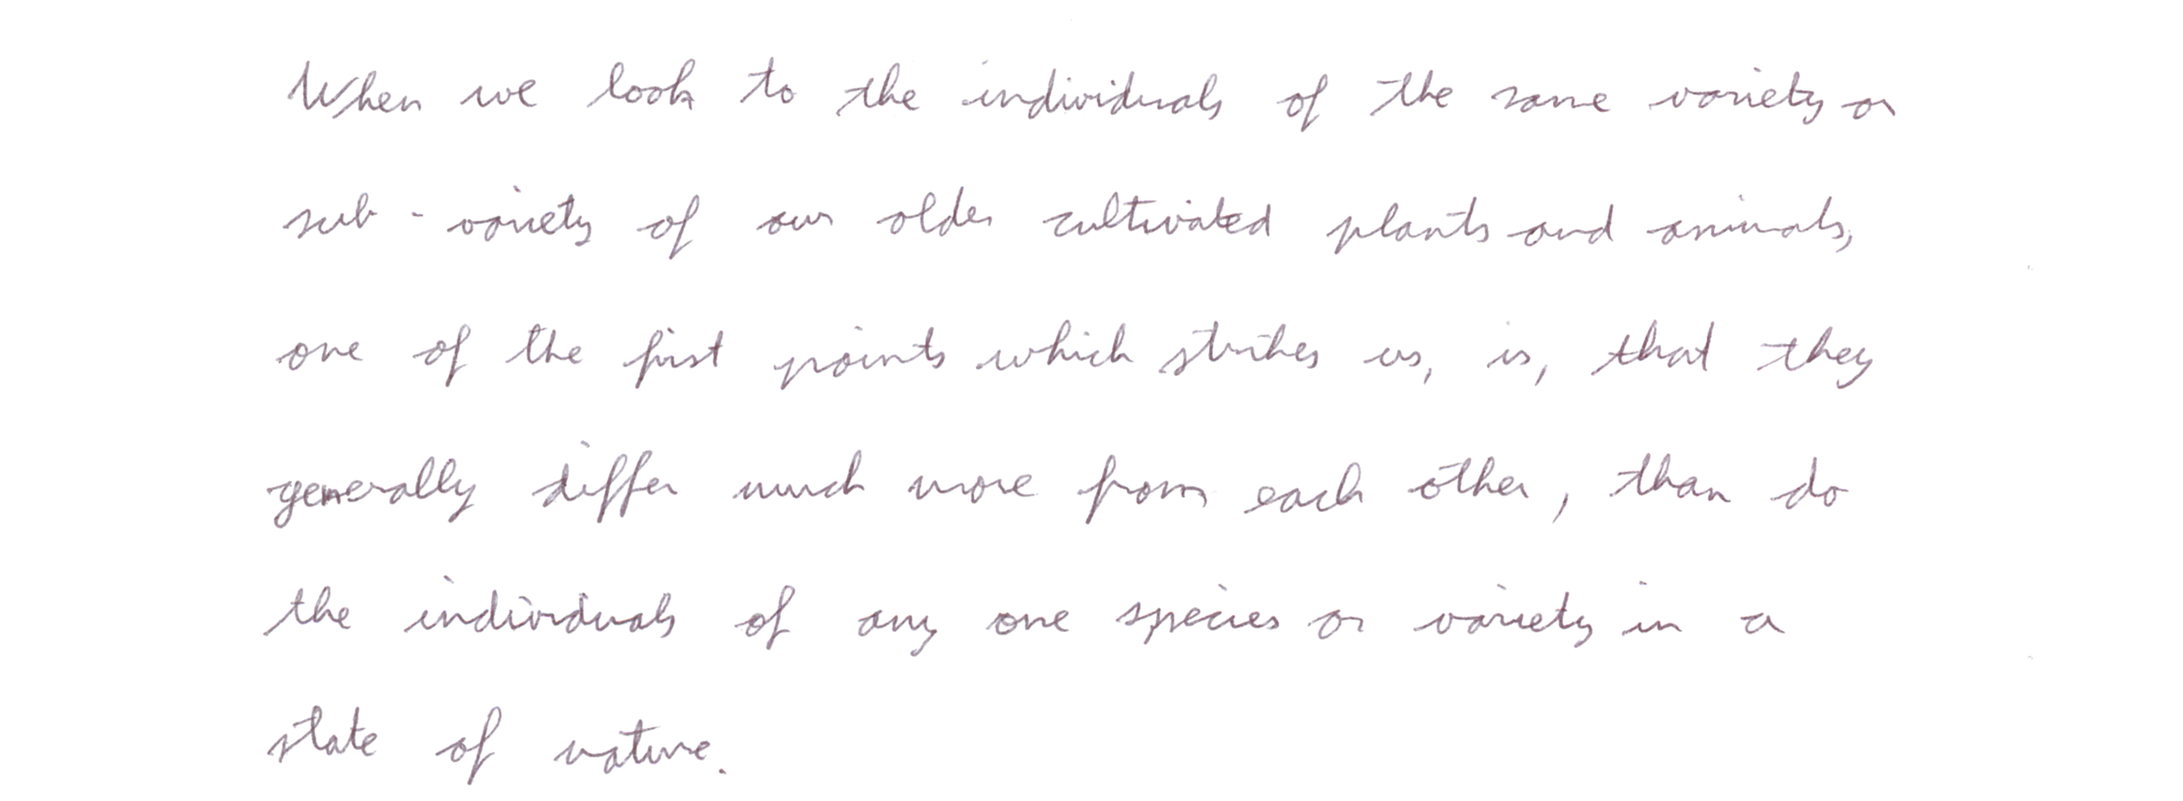 When we look to the individuals of the same variety or
sub-variety of our older cultivated plants and animals,
one of the first points which strikes us, is, that they
generally differ much more from each other, than do
the individuals of any one species or variety in a
state of nature.